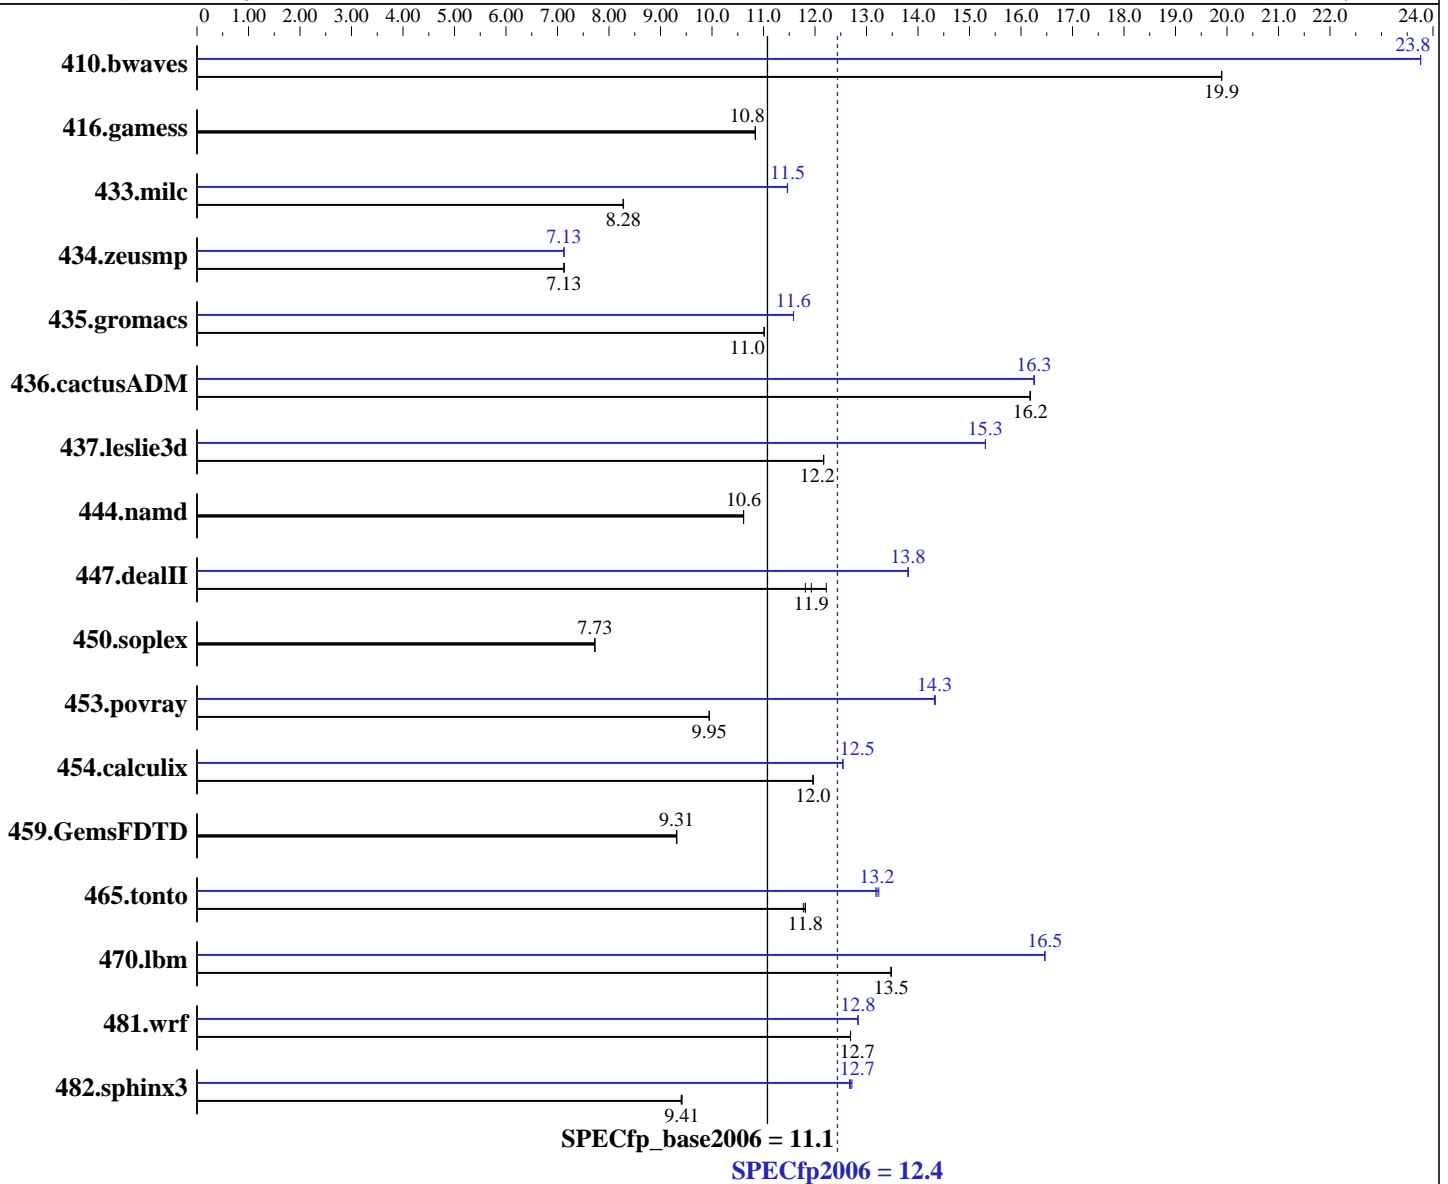 0 1.00 2.00 3.00 4.00 5.00 6.00 7.00 8.00 9.00 10.0 11.0 12.0 13.0 14.0 15.0 16.0 17.0 18.0 19.0 20.0 21.0 22.0 24.0
23.8
410.bwaves
19.9
10.8
416.gamess
11.5
433.milc
8.28
7.13
434.zeusmp
7.13
11.6
435.gromacs
11.0
16.3
436.cactusADM
16.2
15.3
437.leslie3d
12.2
10.6
444.namd
13.8
447.dealII
11.9
7.73
450.soplex
14.3
453.povray
9.95
12.5
454.calculix
12.0
9.31
459.GemsFDTD
13.2
465.tonto
11.8
16.5
470.lbm
13.5
12.8
481.wrf
12.7
12.7
482.sphinx3
9.41
SPECfp_base2006 = 11.1
SPECfp2006 = 12.4